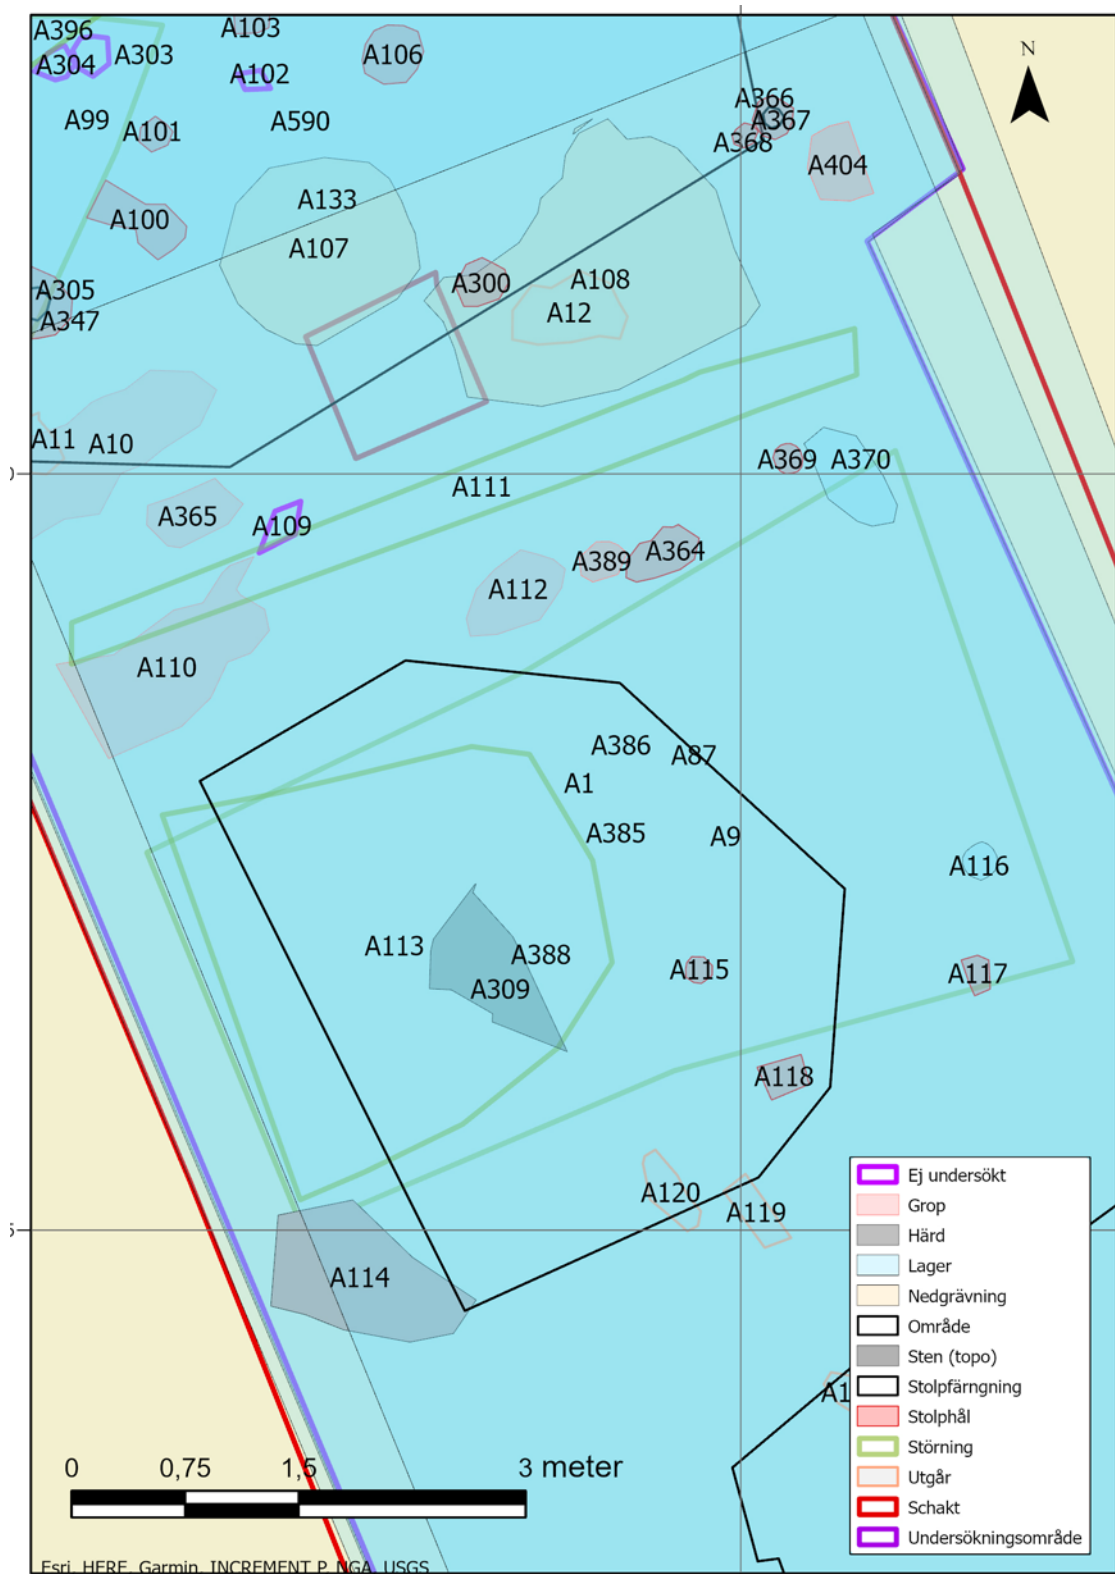 A396
A103
A303
A304
A102
A106
N
A366
A99
A101
A590
A367
A368
A404
A133
A100
A107
A305
A300
A108
A347
A12
A11
A10
A369
A370
A111
A365
A109
A389
A364
A112
A110
A386
A87
A1
A385
A9
A116
A113
A388
A115
A117
A309
A118
A120
A119
A114
Ej undersökt
Grop
Härd
Lager
Nedgrävning
Område
Sten (topo)
Stolpfärngning
Stolphål
Störning
Utgår
Schakt
Undersökningsområde
0 0,75 1,5 3 meter
Esri, HERE, Garmin, INCREMENT P, NGA, USGS